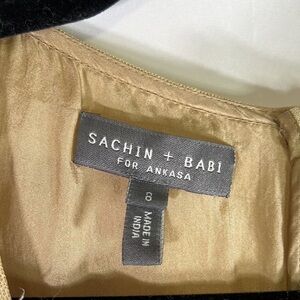 SACHIN + BABI
FOR ANKASA
8
MADE IN
INDIA